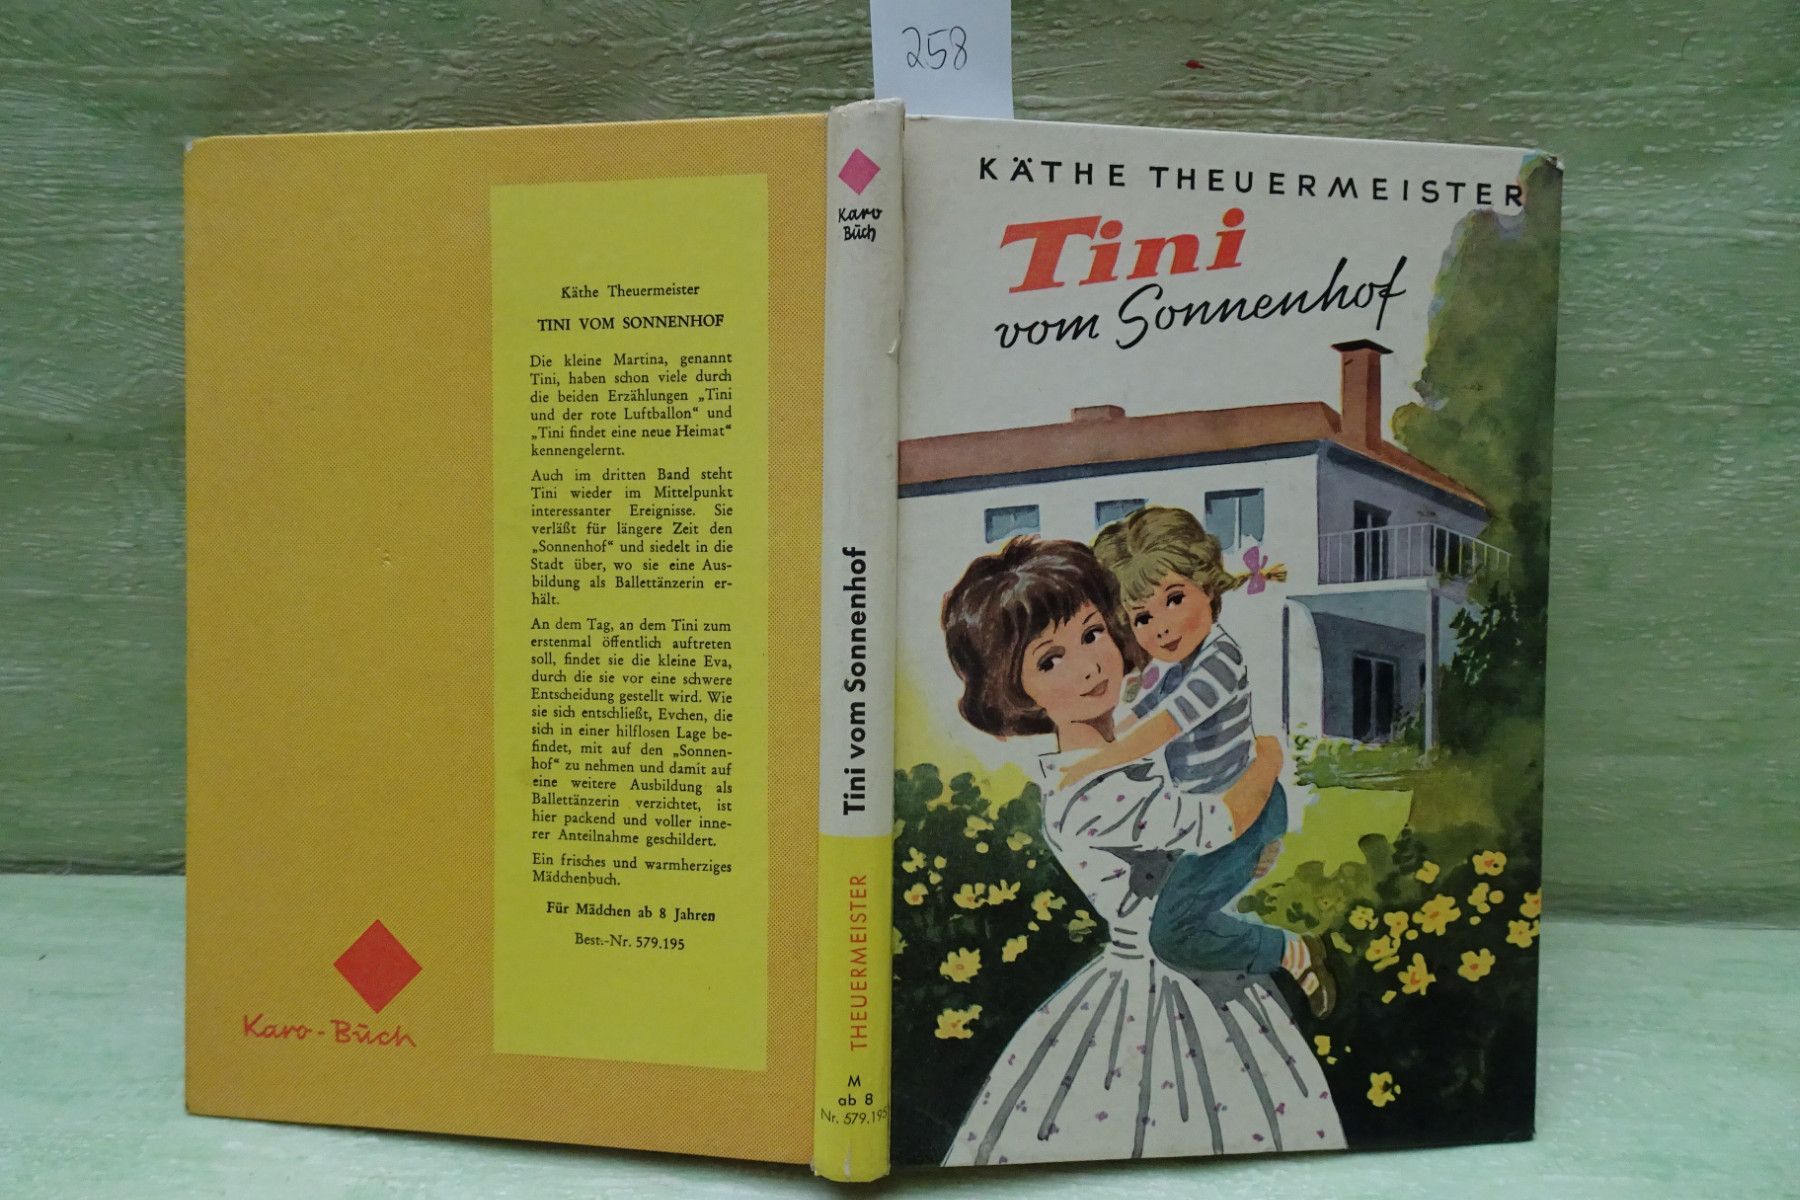 258
Käthe Theuermeister
TINI VOM SONNENHOF
Die kleine Martina, genannt
Tini, haben schon viele durch
die beiden Erzählungen „Tini
und der rote Luftballon“ und
„Tini findet eine neue Heimat“
kennengelernt.
Auch im dritten Band steht
Tini wieder im Mittelpunkt
interessanter Ereignisse. Sie
verläßt für längere Zeit den
„Sonnenhof“ und siedelt in die
Stadt über, wo sie eine Aus-
bildung als Ballettänzerin er-
hält.
An dem Tag, an dem Tini zum
erstenmal öffentlich auftreten
soll, findet sie die kleine Eva,
durch die sie vor eine schwere
Entscheidung gestellt wird. Wie
sie sich entschließt, Evchen, die
sich in einer hilflosen Lage be-
findet, mit auf den „Sonnen-
hof“ zu nehmen und damit auf
eine weitere Ausbildung als
Ballettänzerin verzichtet, ist
hier packend und voller inne-
rer Anteilnahme geschildert.
Ein frisches und warmherziges
Mädchenbuch.
Für Mädchen ab 8 Jahren
Best.-Nr. 579.195
Karo-Büch
Karo
Büch
Tini vom Sonnenhof
THEUERMEISTER
M
ab 8
Nr. 579.195
KÄTHE THEUERMEISTER
Tini
vom Sonnenhof